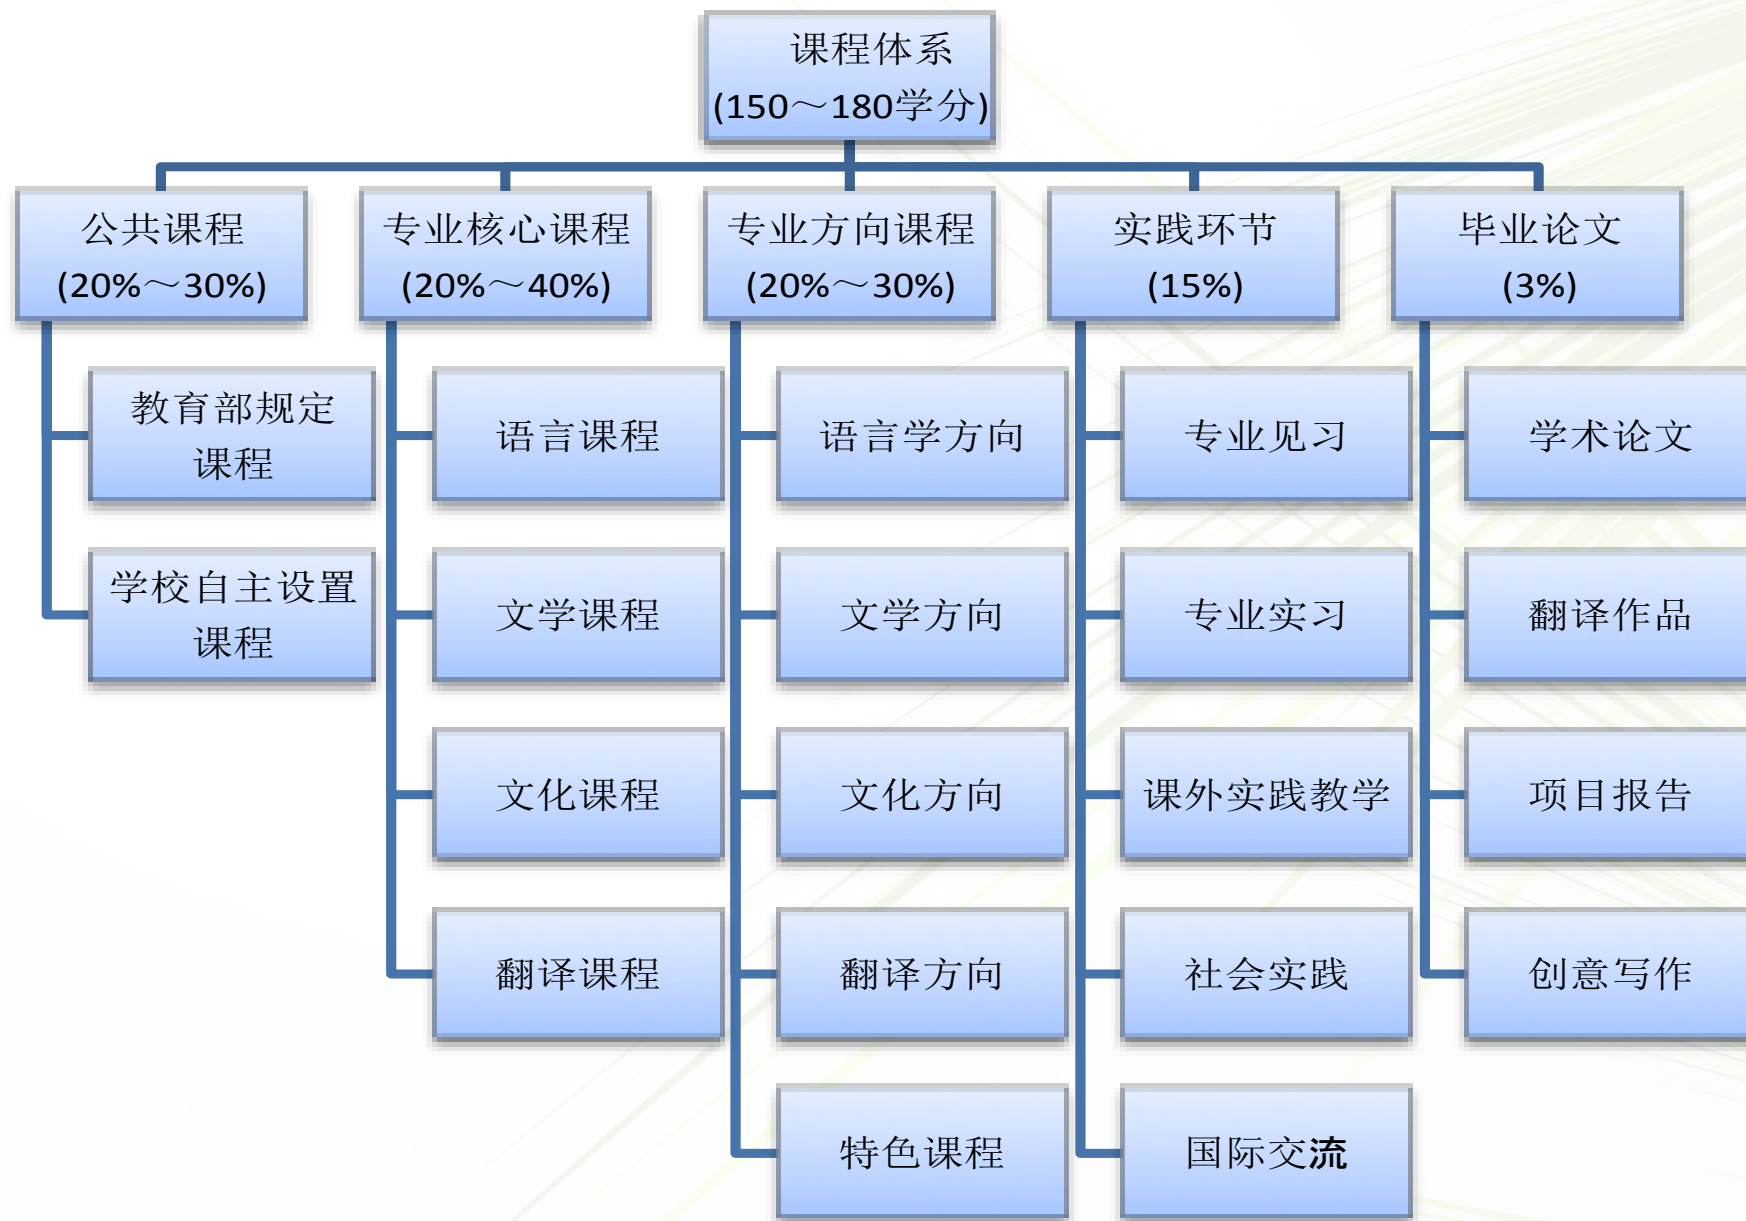 课程体系
(150～180学分)
公共课程
(20%～30%)
专业核心课程
(20%～40%)
专业方向课程
(20%～30%)
实践环节
(15%)
毕业论文
(3%)
教育部规定
课程
语言课程
语言学方向
专业见习
学术论文
学校自主设置
课程
文学课程
文学方向
专业实习
翻译作品
文化课程
文化方向
课外实践教学
项目报告
翻译课程
翻译方向
社会实践
创意写作
特色课程
国际交流